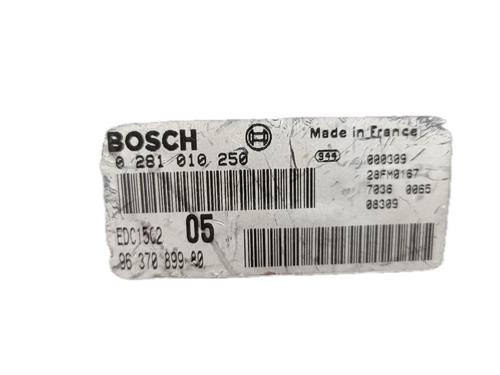 BOSCH
Made in France
0 281 010 250
944
000309
28FM0167
7036 0065
08309
EDC15C2 05
96 370 899 80